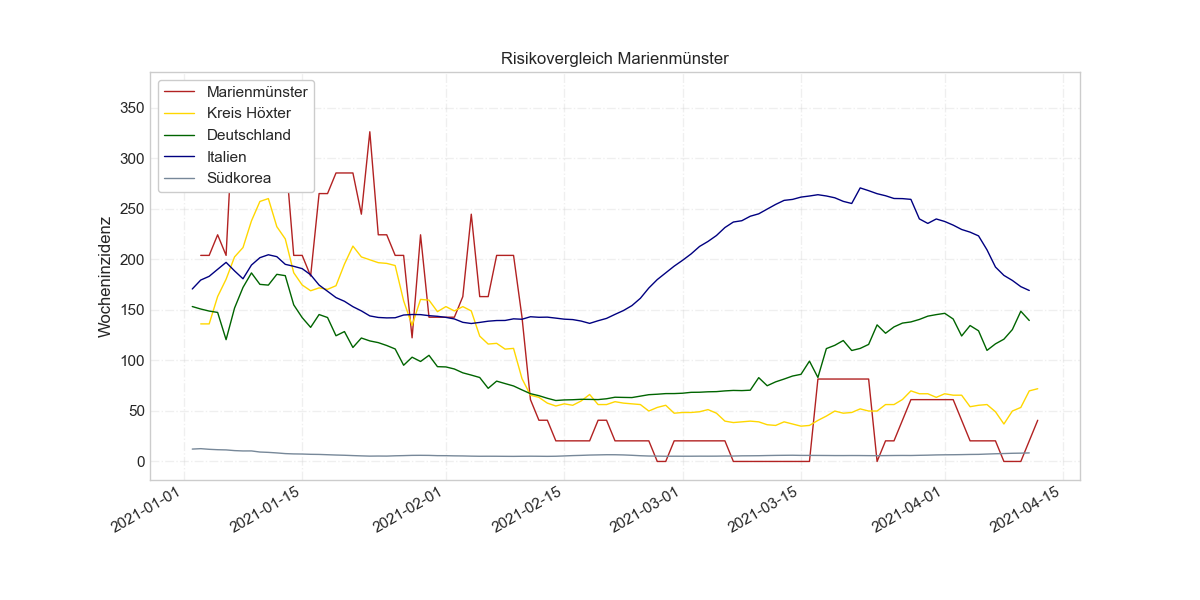 Risikovergleich Marienmünster
Wocheninzidenz
350
300
250
200
150
100
50
0
Marienmünster
Kreis Höxter
Deutschland
Italien
Südkorea
2021-01-01
2021-01-15
2021-02-01
2021-02-15
2021-03-01
2021-03-15
2021-04-01
2021-04-15